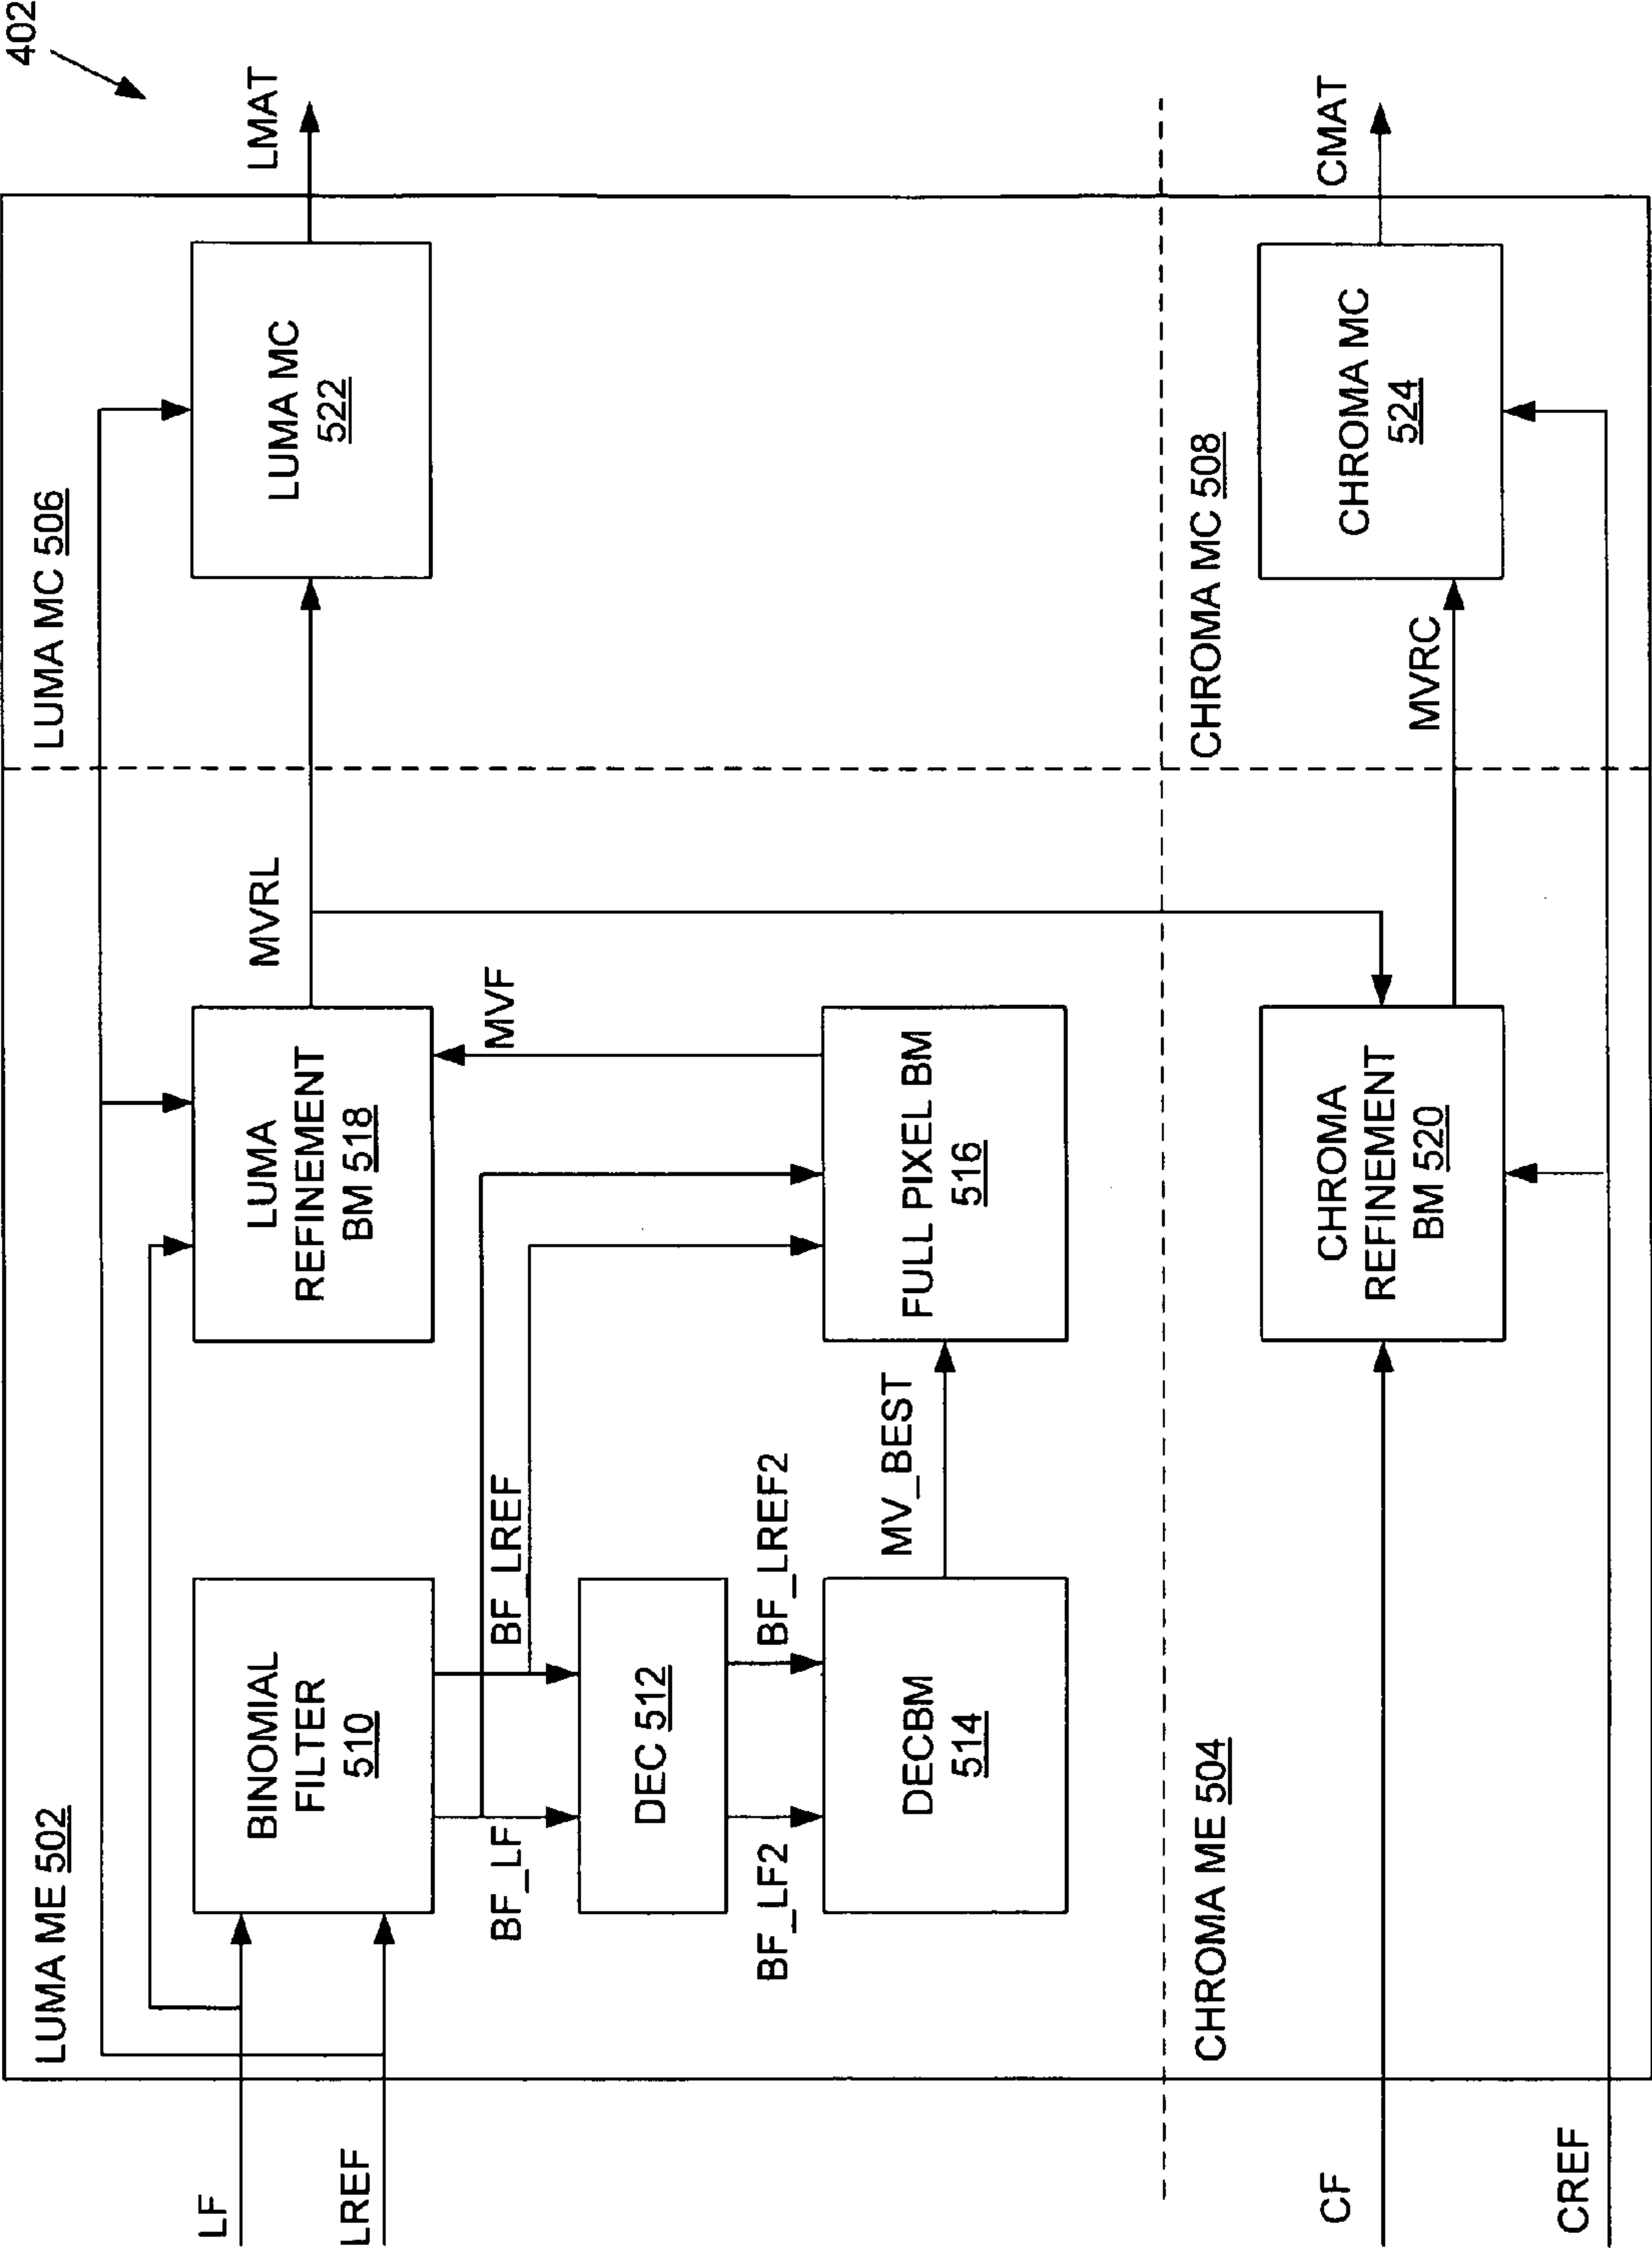 402
LUMA ME 502
LUMA MC 506
LF
LREF
BINOMIAL
FILTER
510
LUMA
REFINEMENT
BM 518
MVRL
LUMA MC
522
LMAT
BF_LF
BF_LREF
MVF
DEC 512
BF_LF2
BF_LREF2
DECBM
514
MV_BEST
FULL PIXEL BM
516
CHROMA ME 504
CHROMA MC 508
CF
CREF
CHROMA
REFINEMENT
BM 520
MVRC
CHROMA MC
524
CMAT